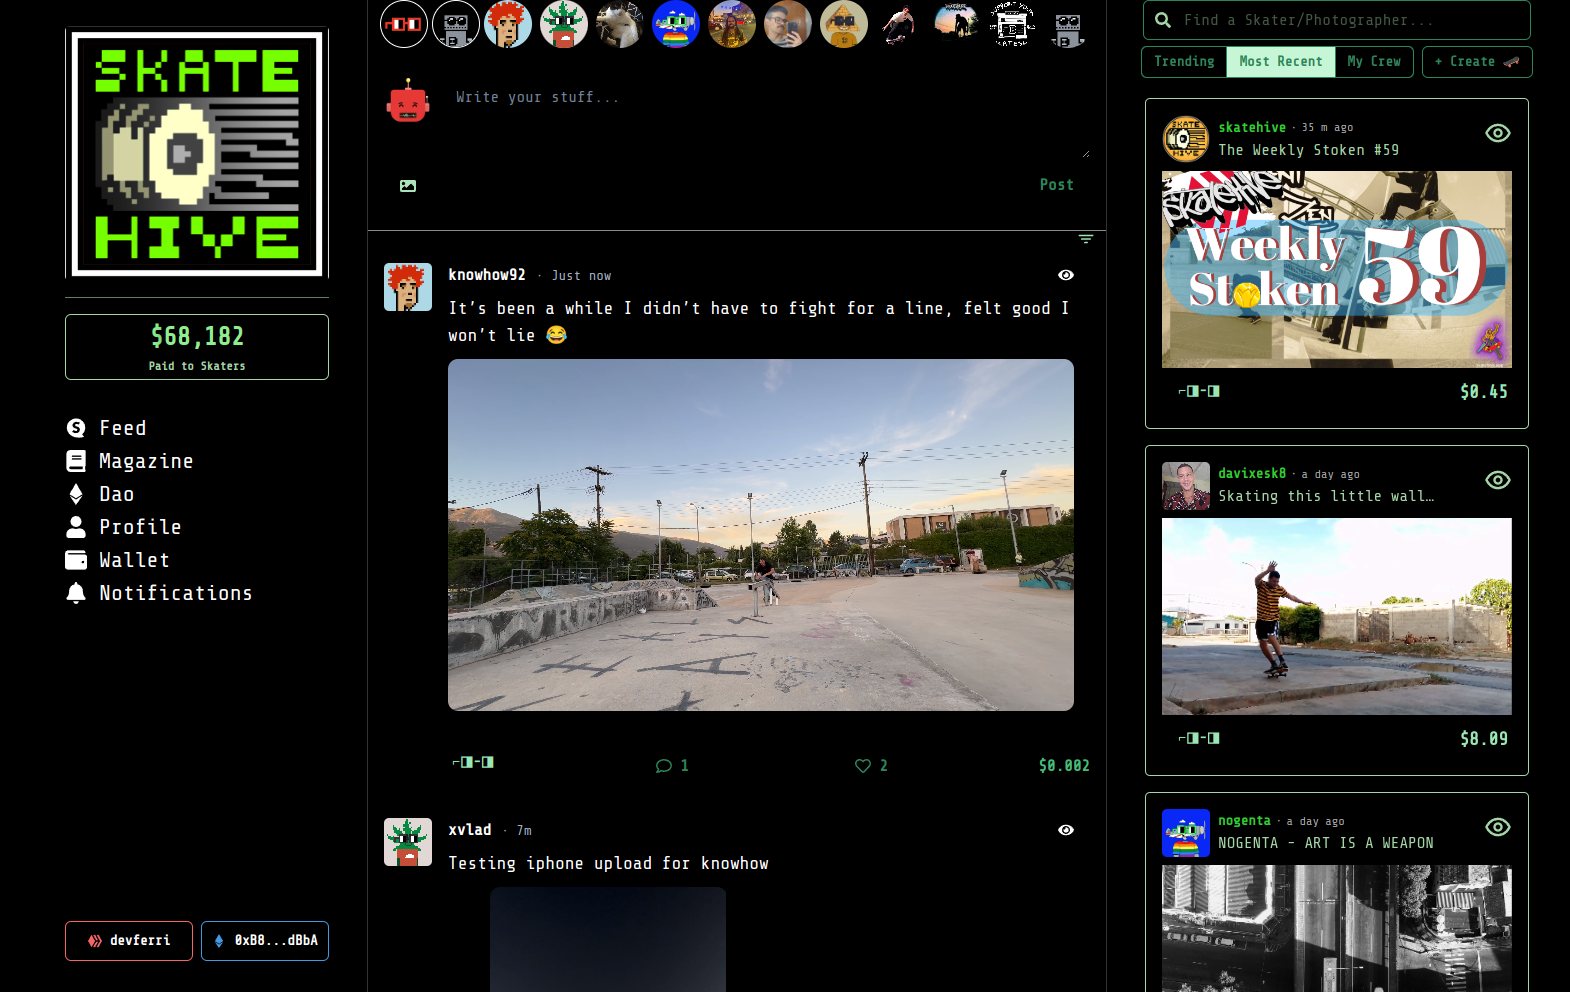 SKATE
HIVE
$68,182
Paid to Skaters
Feed
Magazine
Dao
Profile
Wallet
Notifications
devferri
0xB8...dBbA
Write your stuff...
Post
knowhow92 · Just now
It’s been a while I didn’t have to fight for a line, felt good I
won’t lie 😂
⌐◨-◨
1
2
$0.002
xvlad · 7m
Testing iphone upload for knowhow
Find a Skater/Photographer...
Trending
Most Recent
My Crew
+ Create 🛹
skatehive · 35 m ago
The Weekly Stoken #59
SKATE
HIVE
Skatehive
Weekly
Stoken
59
⌐◨-◨
$0.45
davixesk8 · a day ago
Skating this little wall…
⌐◨-◨
$8.09
nogenta · a day ago
NOGENTA - ART IS A WEAPON